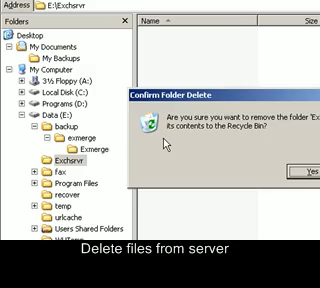 Address E:\Exchsrvr
Folders
Name
Size
Desktop
My Documents
My Backups
My Computer
3½ Floppy (A:)
Local Disk (C:)
Programs (D:)
Data (E:)
backup
exmerge
Exmerge
Exchsrvr
fax
Program Files
recover
temp
urlcache
Users Shared Folders
Confirm Folder Delete
Are you sure you want to remove the folder 'Ex
its contents to the Recycle Bin?
Yes
Delete files from server